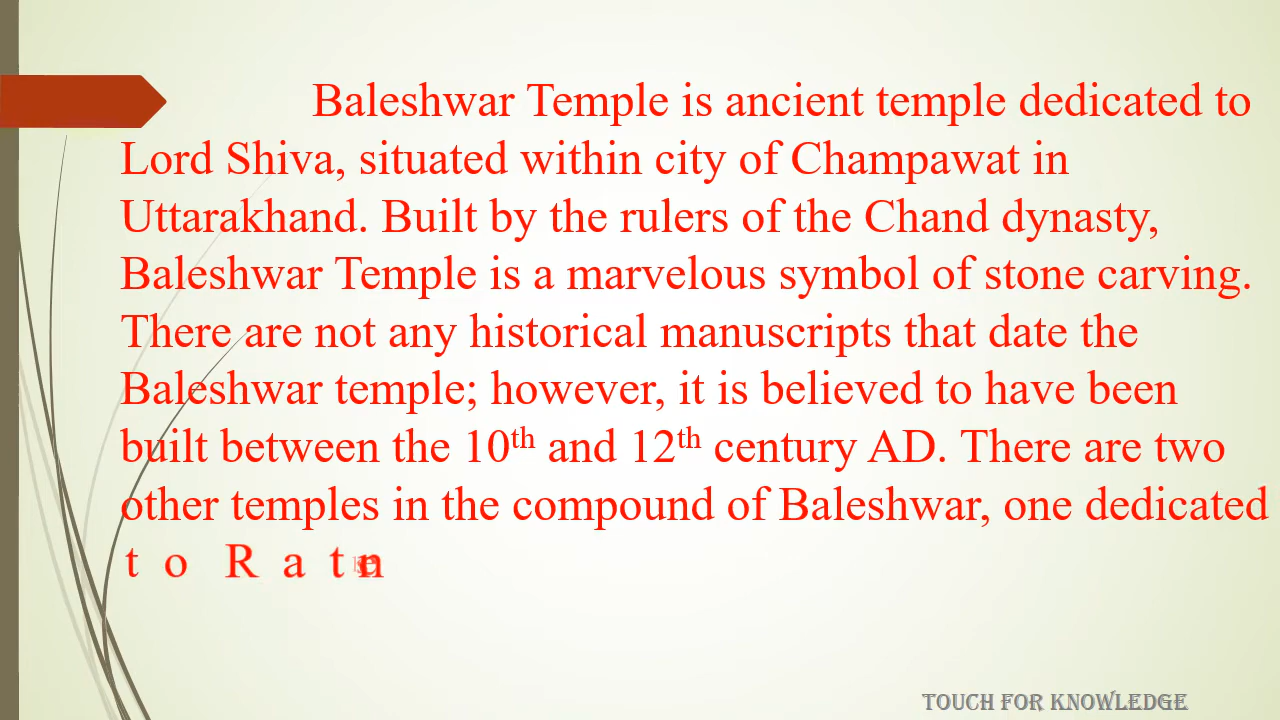 Baleshwar Temple is ancient temple dedicated to
Lord Shiva, situated within city of Champawat in
Uttarakhand. Built by the rulers of the Chand dynasty,
Baleshwar Temple is a marvelous symbol of stone carving.
There are not any historical manuscripts that date the
Baleshwar temple; however, it is believed to have been
built between the 10th and 12th century AD. There are two
other temples in the compound of Baleshwar, one dedicated
to
TOUCH FOR KNOWLEDGE